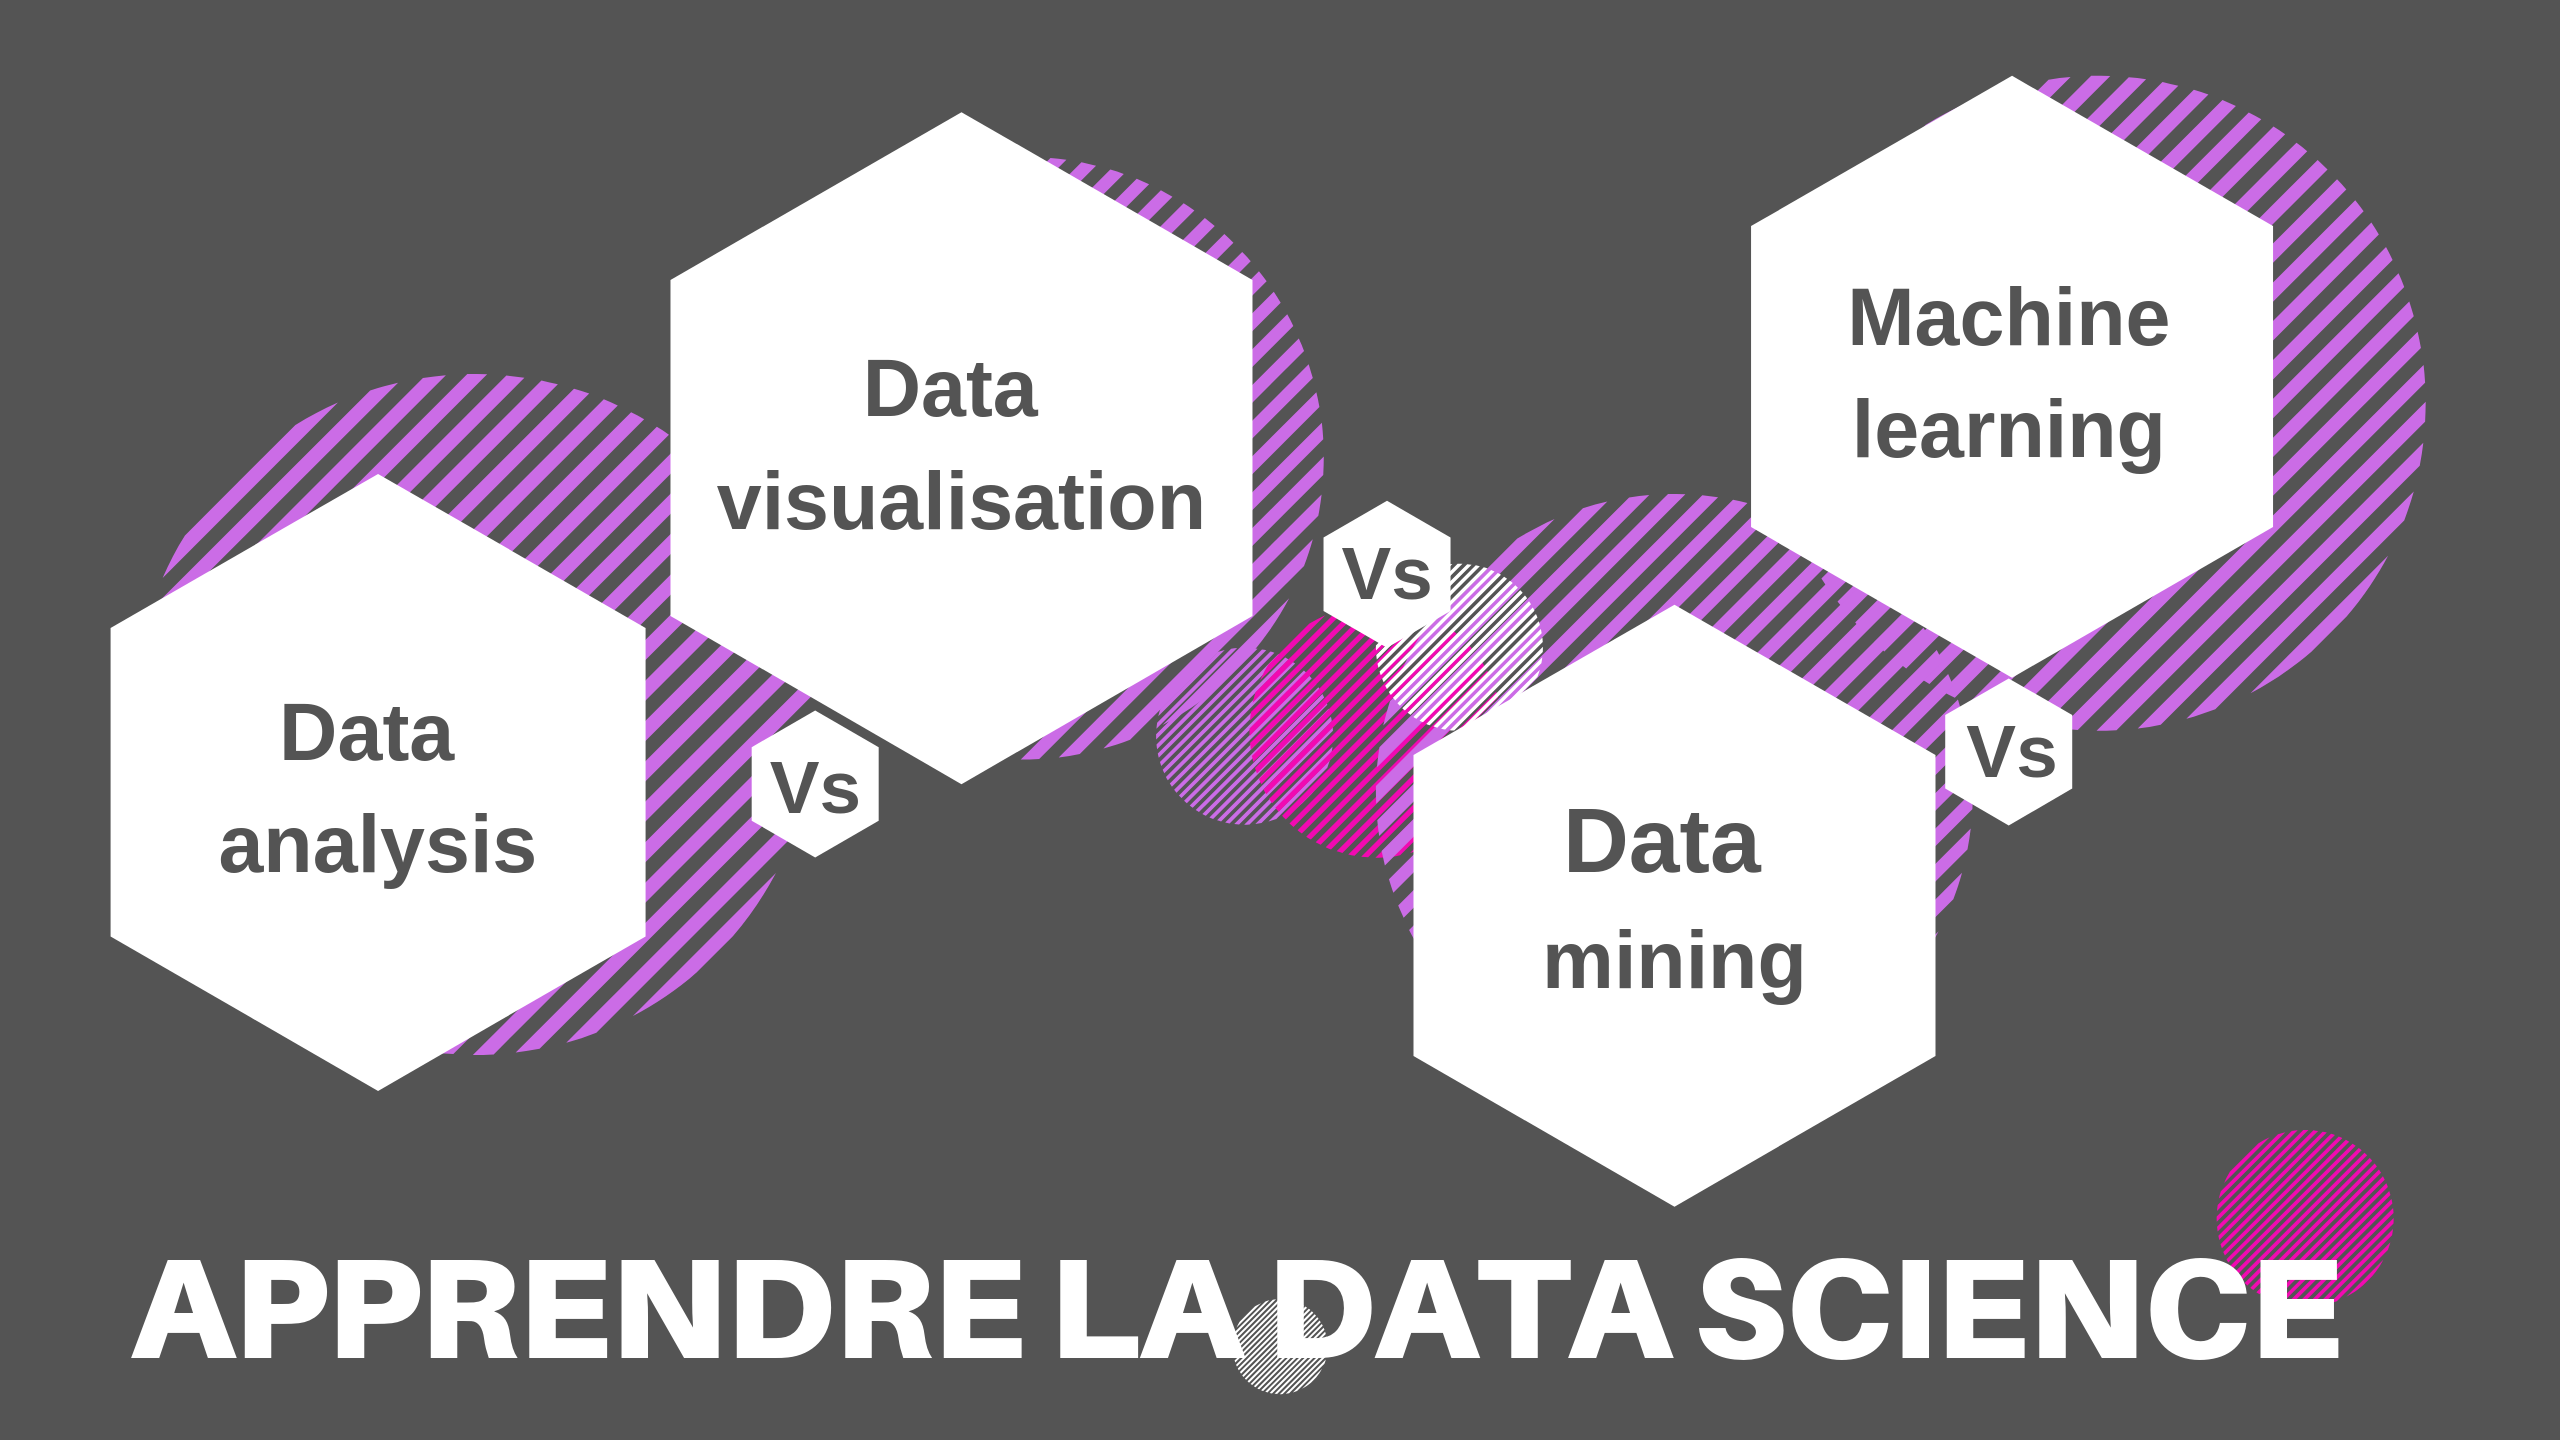 Data
analysis
Vs
Data
visualisation
Vs
Data
mining
Vs
Machine
learning
APPRENDRE LA DATA SCIENCE